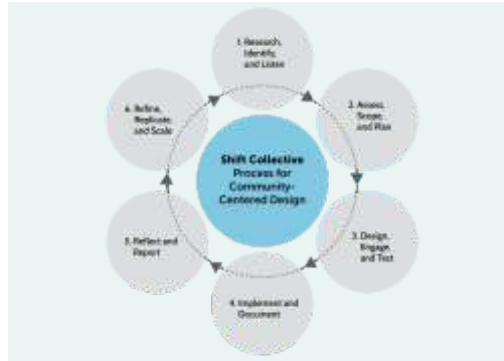 1. Research,
Identify,
and Listen
2. Assess,
Scope,
and Plan
3. Design,
Engage,
and Test
4. Implement and
Document
5. Reflect and
Report
6. Refine,
Replicate,
and Scale
Shift Collective
Process for
Community-
Centered Design